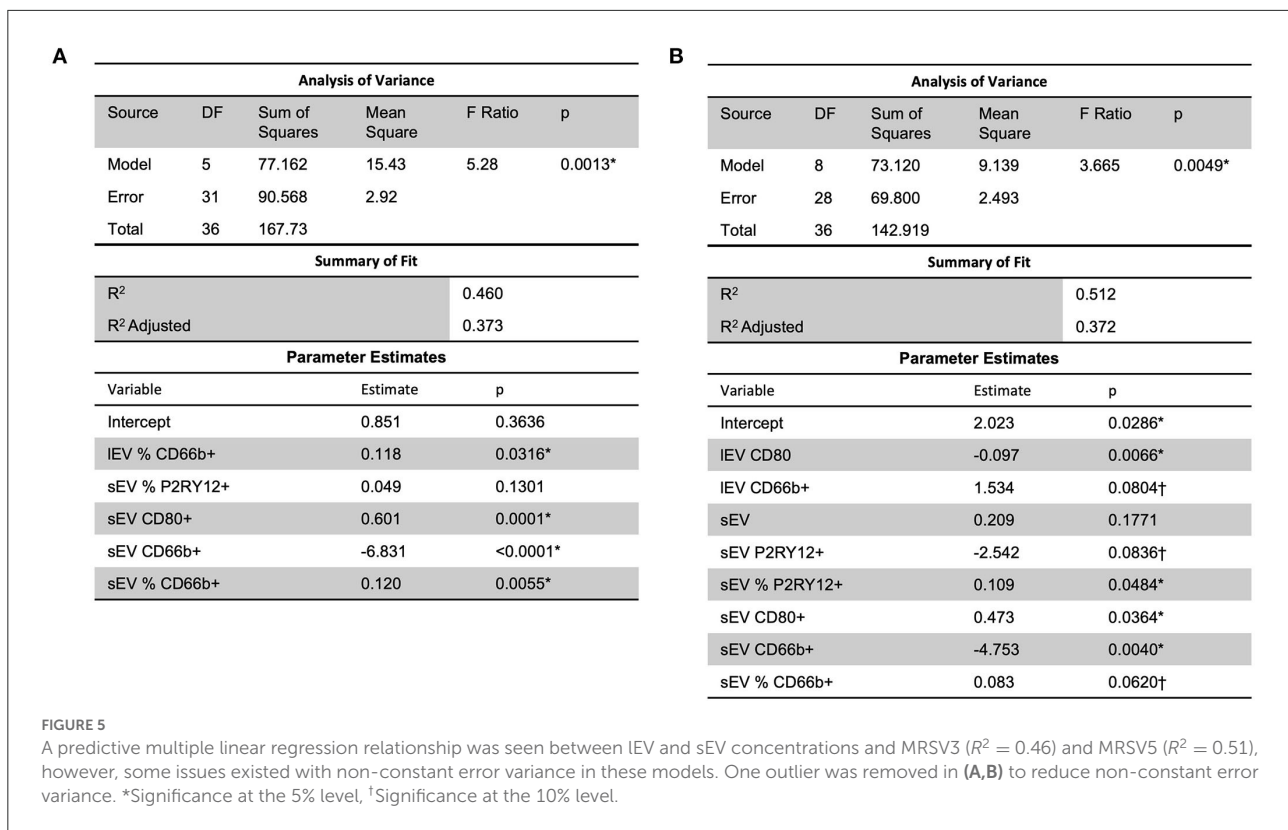 A
Analysis of Variance
Source DF Sum of Squares Mean Square F Ratio p
Model 5 77.162 15.43 5.28 0.0013*
Error 31 90.568 2.92
Total 36 167.73
Summary of Fit
R² 0.460
R² Adjusted 0.373
Parameter Estimates
Variable Estimate p
Intercept 0.851 0.3636
lEV % CD66b+ 0.118 0.0316*
sEV % P2RY12+ 0.049 0.1301
sEV CD80+ 0.601 0.0001*
sEV CD66b+ -6.831 <0.0001*
sEV % CD66b+ 0.120 0.0055*
B
Analysis of Variance
Source DF Sum of Squares Mean Square F Ratio p
Model 8 73.120 9.139 3.665 0.0049*
Error 28 69.800 2.493
Total 36 142.919
Summary of Fit
R² 0.512
R² Adjusted 0.372
Parameter Estimates
Variable Estimate p
Intercept 2.023 0.0286*
lEV CD80 -0.097 0.0066*
lEV CD66b+ 1.534 0.0804†
sEV 0.209 0.1771
sEV P2RY12+ -2.542 0.0836†
sEV % P2RY12+ 0.109 0.0484*
sEV CD80+ 0.473 0.0364*
sEV CD66b+ -4.753 0.0040*
sEV % CD66b+ 0.083 0.0620†
FIGURE 5
A predictive multiple linear regression relationship was seen between lEV and sEV concentrations and MRSV3 (R² = 0.46) and MRSV5 (R² = 0.51),
however, some issues existed with non-constant error variance in these models. One outlier was removed in (A,B) to reduce non-constant error
variance. *Significance at the 5% level, †Significance at the 10% level.